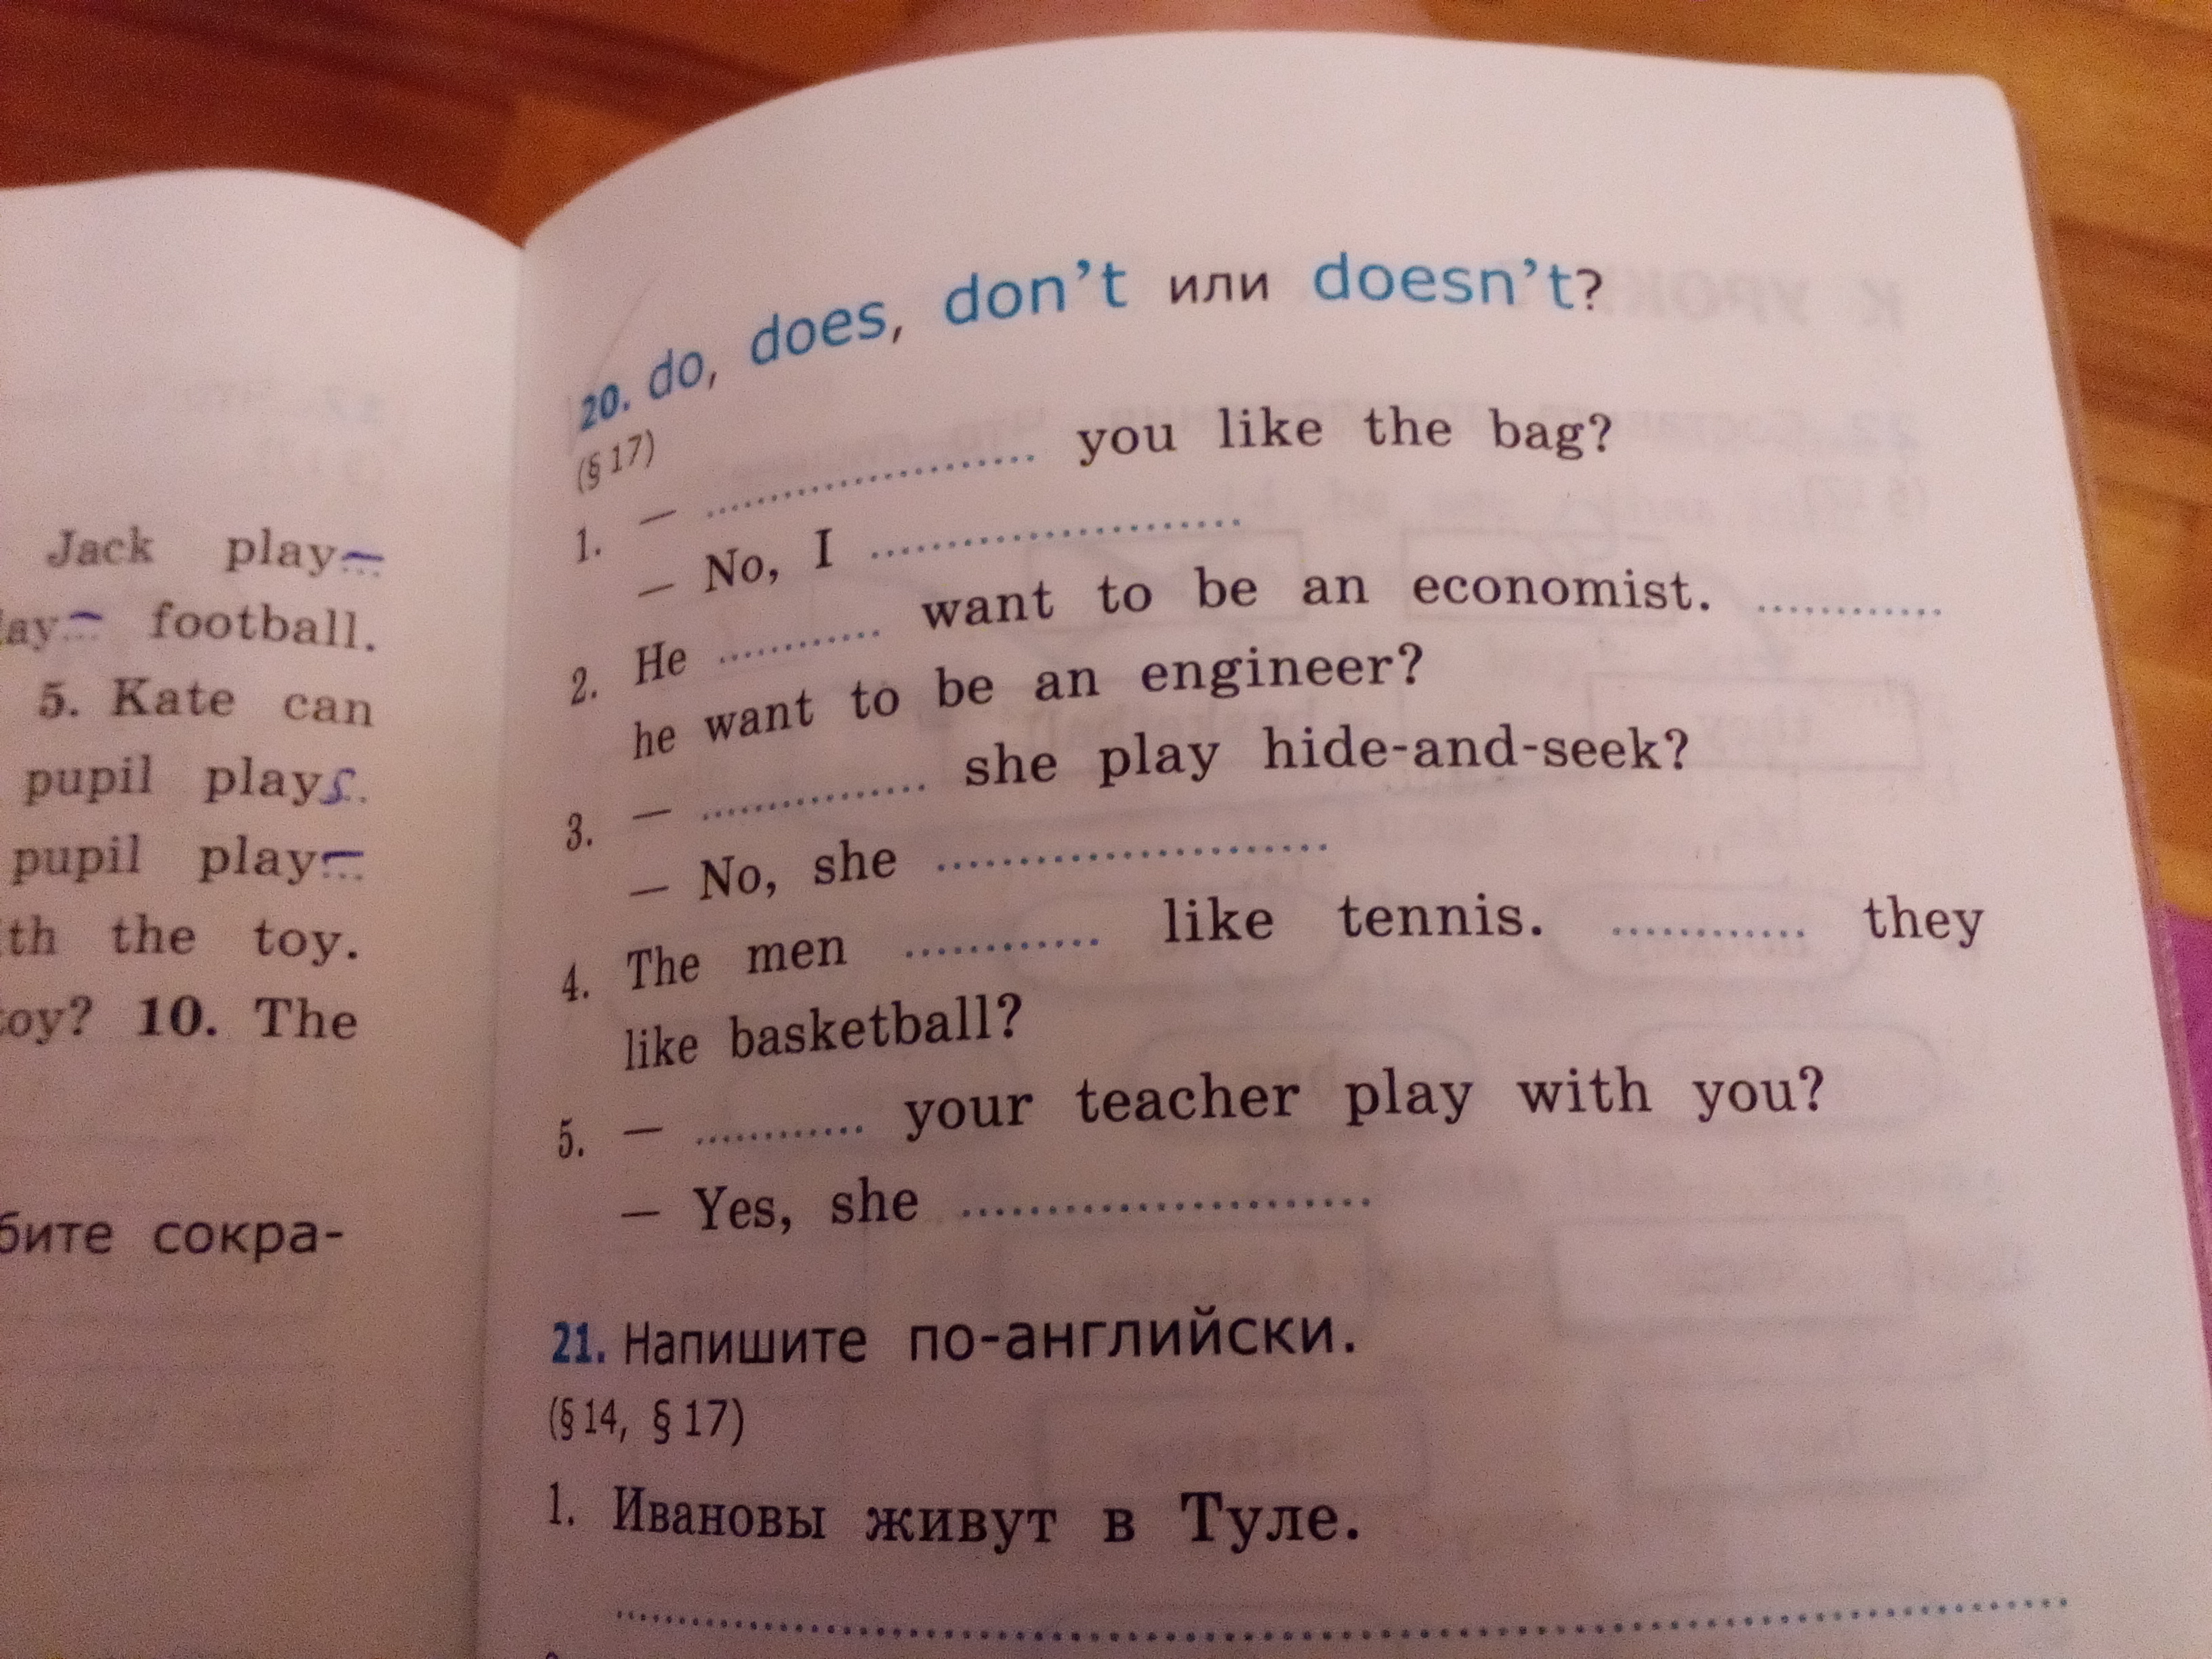 Jack play
football.
5. Kate can
pupil plays.
pupil play
the toy.
10. The
сокра-
20. do, does, don't или doesn't?
(§ 17)
1. – .......... you like the bag?
– No, I ..........
2. He .......... want to be an economist. ..........
he want to be an engineer?
3. – .......... she play hide-and-seek?
– No, she ..........
4. The men .......... like tennis. .......... they
like basketball?
5. – .......... your teacher play with you?
– Yes, she ..........
21. Напишите по-английски.
(§ 14, § 17)
1. Ивановы живут в Туле.